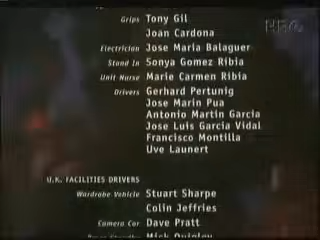 Grips Tony Gil
Joan Cardona
Electrician Jose Maria Balaguer
Stand In Sonya Gomez Ribia
Unit Nurse Marie Carmen Ribia
Drivers Gerhard Pertunig
Jose Marin Pua
Antonio Martin Garcia
Jose Luis Garcia Vidal
Francisco Montilla
Uve Launert
U.K. FACILITIES DRIVERS
Wardrobe Vehicle Stuart Sharpe
Colin Jeffries
Camera Car Dave Pratt
Mick Quigley